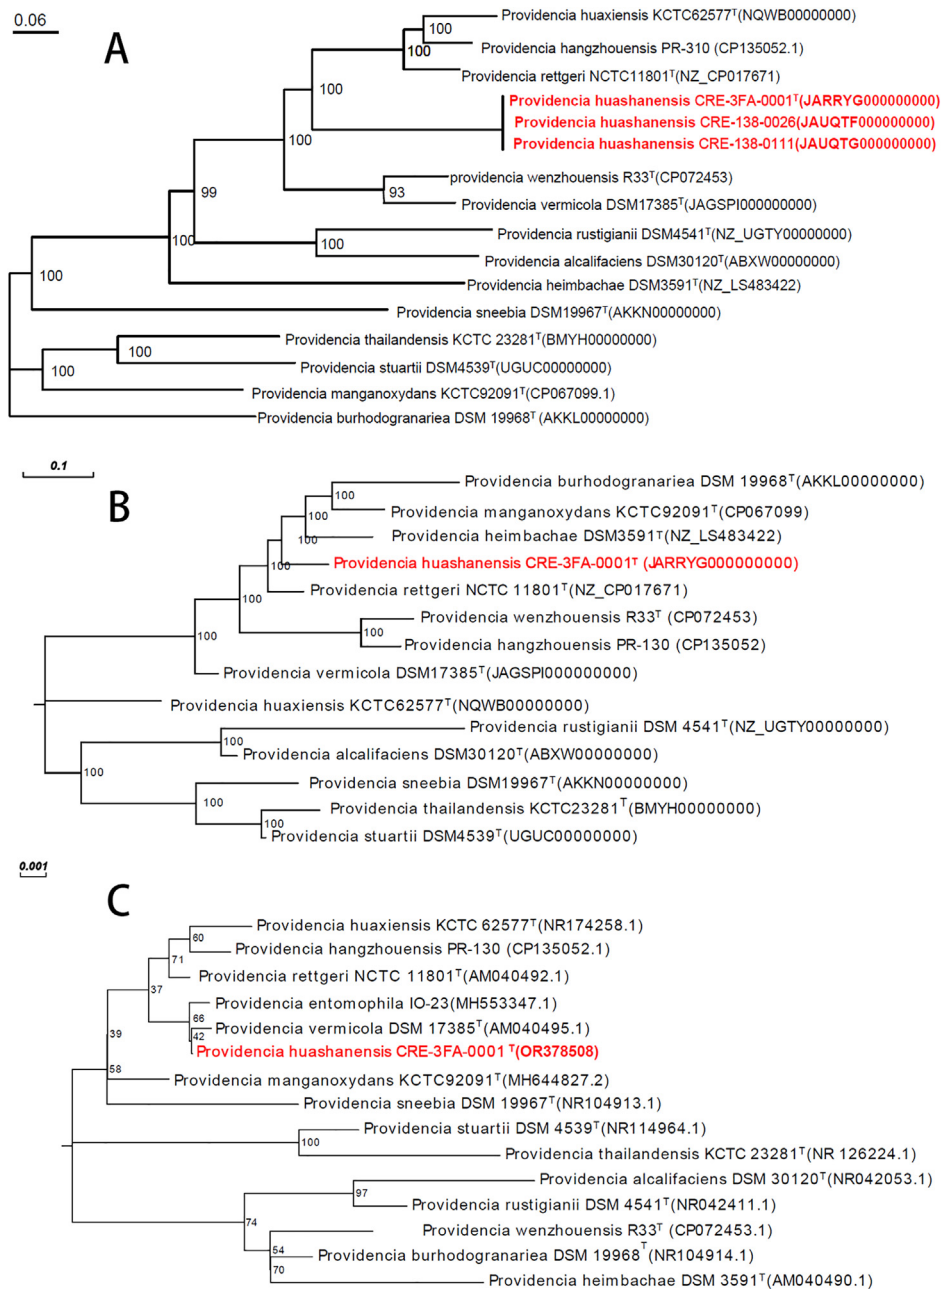 0.06
A
Providencia huaxiensis KCTC62577ᵀ(NQWB00000000)
100
Providencia hangzhouensis PR-310 (CP135052.1)
100
Providencia rettgeri NCTC11801ᵀ(NZ_CP017671)
100
Providencia huashanensis CRE-3FA-0001ᵀ(JARRYG000000000)
Providencia huashanensis CRE-138-0026(JAUQTF000000000)
Providencia huashanensis CRE-138-0111(JAUQTG000000000)
100
providencia wenzhouensis R33ᵀ(CP072453)
99
93
Providencia vermicola DSM17385ᵀ(JAGSPI000000000)
Providencia rustigianii DSM4541ᵀ(NZ_UGTY00000000)
100
100
Providencia alcalifaciens DSM30120ᵀ(ABXW00000000)
100
Providencia heimbachae DSM3591ᵀ(NZ_LS483422)
Providencia sneebia DSM19967ᵀ(AKKN00000000)
Providencia thailandensis KCTC 23281ᵀ(BMYH00000000)
100
Providencia stuartii DSM4539ᵀ(UGUC00000000)
100
Providencia manganoxydans KCTC92091ᵀ(CP067099.1)
Providencia burhodogranariea DSM 19968ᵀ(AKKL00000000)
0.1
B
Providencia burhodogranariea DSM 19968ᵀ(AKKL00000000)
100
Providencia manganoxydans KCTC92091ᵀ(CP067099)
100
Providencia heimbachae DSM3591ᵀ(NZ_LS483422)
100
Providencia huashanensis CRE-3FA-0001ᵀ (JARRYG000000000)
100
Providencia rettgeri NCTC 11801ᵀ(NZ_CP017671)
100
Providencia wenzhouensis R33ᵀ (CP072453)
100
Providencia hangzhouensis PR-130 (CP135052)
100
Providencia vermicola DSM17385ᵀ(JAGSPI000000000)
Providencia huaxiensis KCTC62577ᵀ(NQWB00000000)
Providencia rustigianii DSM 4541ᵀ(NZ_UGTY00000000)
100
Providencia alcalifaciens DSM30120ᵀ(ABXW00000000)
100
Providencia sneebia DSM19967ᵀ(AKKN00000000)
100
Providencia thailandensis KCTC23281ᵀ(BMYH00000000)
100
Providencia stuartii DSM4539ᵀ(UGUC00000000)
0.001
C
Providencia huaxiensis KCTC 62577ᵀ(NR174258.1)
60
Providencia hangzhouensis PR-130 (CP135052.1)
71
Providencia rettgeri NCTC 11801ᵀ(AM040492.1)
37
Providencia entomophila IO-23(MH553347.1)
66
Providencia vermicola DSM 17385ᵀ(AM040495.1)
39
42
Providencia huashanensis CRE-3FA-0001 ᵀ(OR378508)
58
Providencia manganoxydans KCTC92091ᵀ(MH644827.2)
Providencia sneebia DSM 19967ᵀ(NR104913.1)
Providencia stuartii DSM 4539ᵀ(NR114964.1)
100
Providencia thailandensis KCTC 23281ᵀ(NR 126224.1)
Providencia alcalifaciens DSM 30120ᵀ(NR042053.1)
97
Providencia rustigianii DSM 4541ᵀ(NR042411.1)
74
Providencia wenzhouensis R33ᵀ (CP072453.1)
54
Providencia burhodogranariea DSM 19968ᵀ(NR104914.1)
70
Providencia heimbachae DSM 3591ᵀ(AM040490.1)